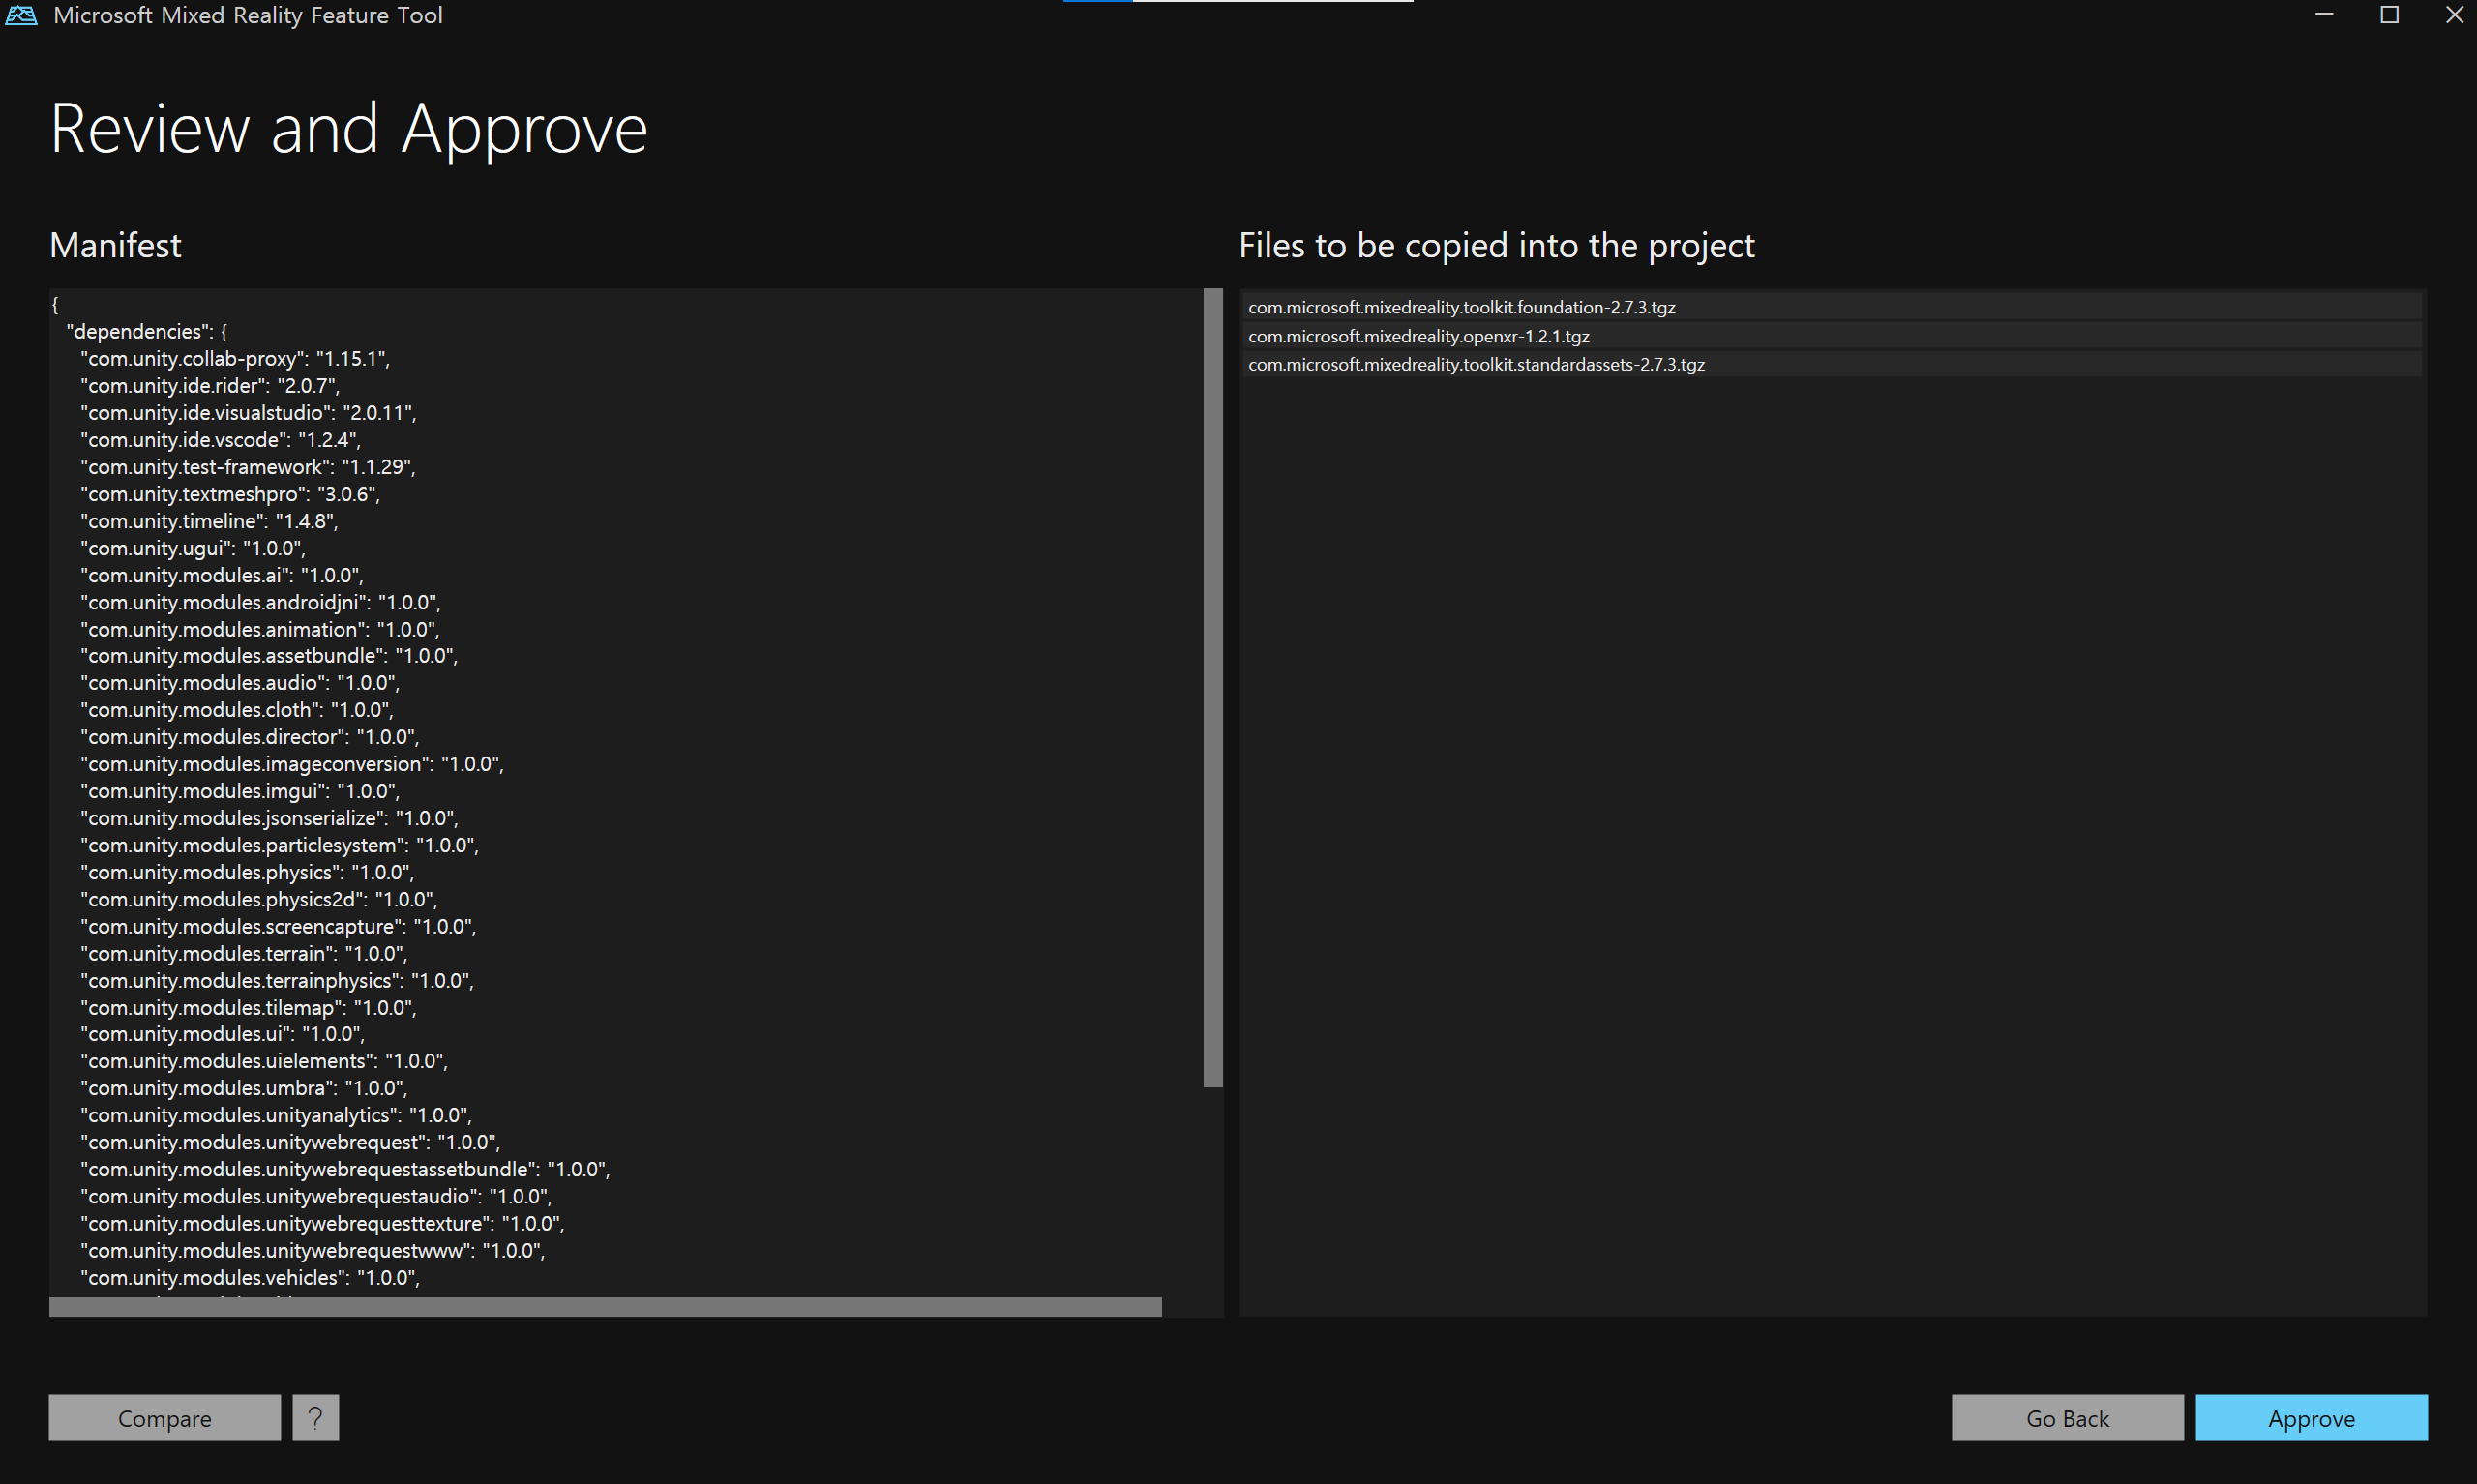 Microsoft Mixed Reality Feature Tool
Review and Approve
Manifest
{
"dependencies": {
"com.unity.collab-proxy": "1.15.1",
"com.unity.ide.rider": "2.0.7",
"com.unity.ide.visualstudio": "2.0.11",
"com.unity.ide.vscode": "1.2.4",
"com.unity.test-framework": "1.1.29",
"com.unity.textmeshpro": "3.0.6",
"com.unity.timeline": "1.4.8",
"com.unity.ugui": "1.0.0",
"com.unity.modules.ai": "1.0.0",
"com.unity.modules.androidjni": "1.0.0",
"com.unity.modules.animation": "1.0.0",
"com.unity.modules.assetbundle": "1.0.0",
"com.unity.modules.audio": "1.0.0",
"com.unity.modules.cloth": "1.0.0",
"com.unity.modules.director": "1.0.0",
"com.unity.modules.imageconversion": "1.0.0",
"com.unity.modules.imgui": "1.0.0",
"com.unity.modules.jsonserialize": "1.0.0",
"com.unity.modules.particlesystem": "1.0.0",
"com.unity.modules.physics": "1.0.0",
"com.unity.modules.physics2d": "1.0.0",
"com.unity.modules.screencapture": "1.0.0",
"com.unity.modules.terrain": "1.0.0",
"com.unity.modules.terrainphysics": "1.0.0",
"com.unity.modules.tilemap": "1.0.0",
"com.unity.modules.ui": "1.0.0",
"com.unity.modules.uielements": "1.0.0",
"com.unity.modules.umbra": "1.0.0",
"com.unity.modules.unityanalytics": "1.0.0",
"com.unity.modules.unitywebrequest": "1.0.0",
"com.unity.modules.unitywebrequestassetbundle": "1.0.0",
"com.unity.modules.unitywebrequestaudio": "1.0.0",
"com.unity.modules.unitywebrequesttexture": "1.0.0",
"com.unity.modules.unitywebrequestwww": "1.0.0",
"com.unity.modules.vehicles": "1.0.0",
Files to be copied into the project
com.microsoft.mixedreality.toolkit.foundation-2.7.3.tgz
com.microsoft.mixedreality.openxr-1.2.1.tgz
com.microsoft.mixedreality.toolkit.standardassets-2.7.3.tgz
Compare
?
Go Back
Approve